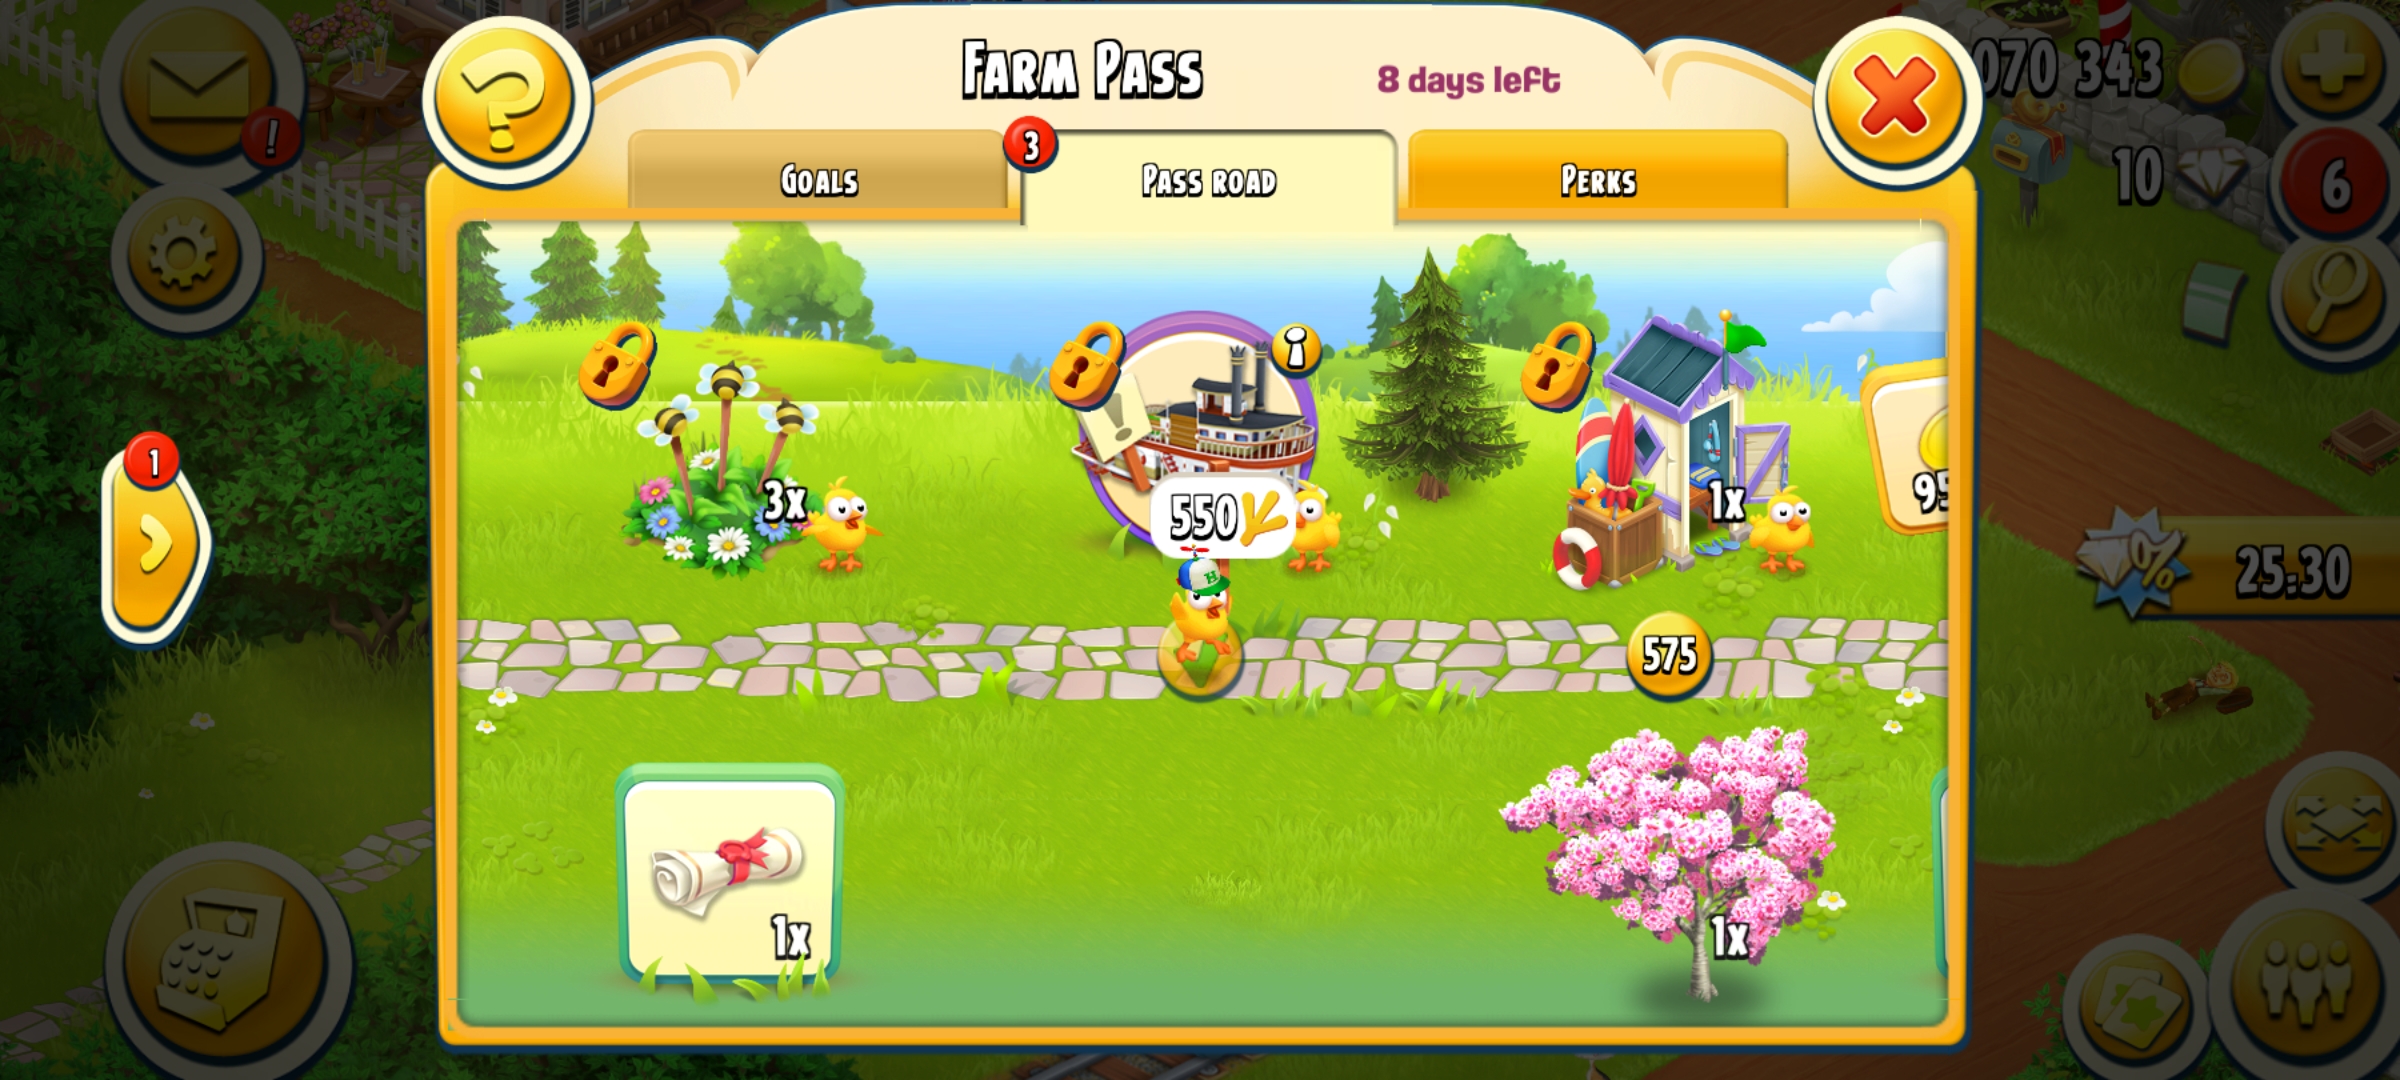 FARM PASS
8 days left
070 343
10
6
!
GOALS
3
PASS ROAD
PERKS
1
3x
550
1x
95
H
575
25:30
1x
1x